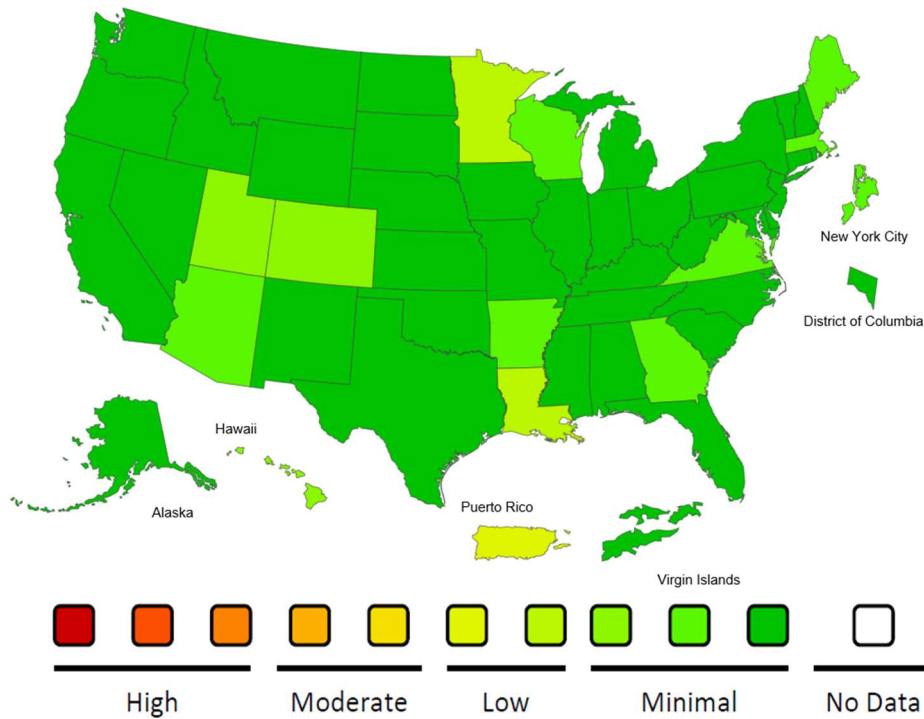 New York City
District of Columbia
Hawaii
Alaska
Puerto Rico
Virgin Islands
High
Moderate
Low
Minimal
No Data